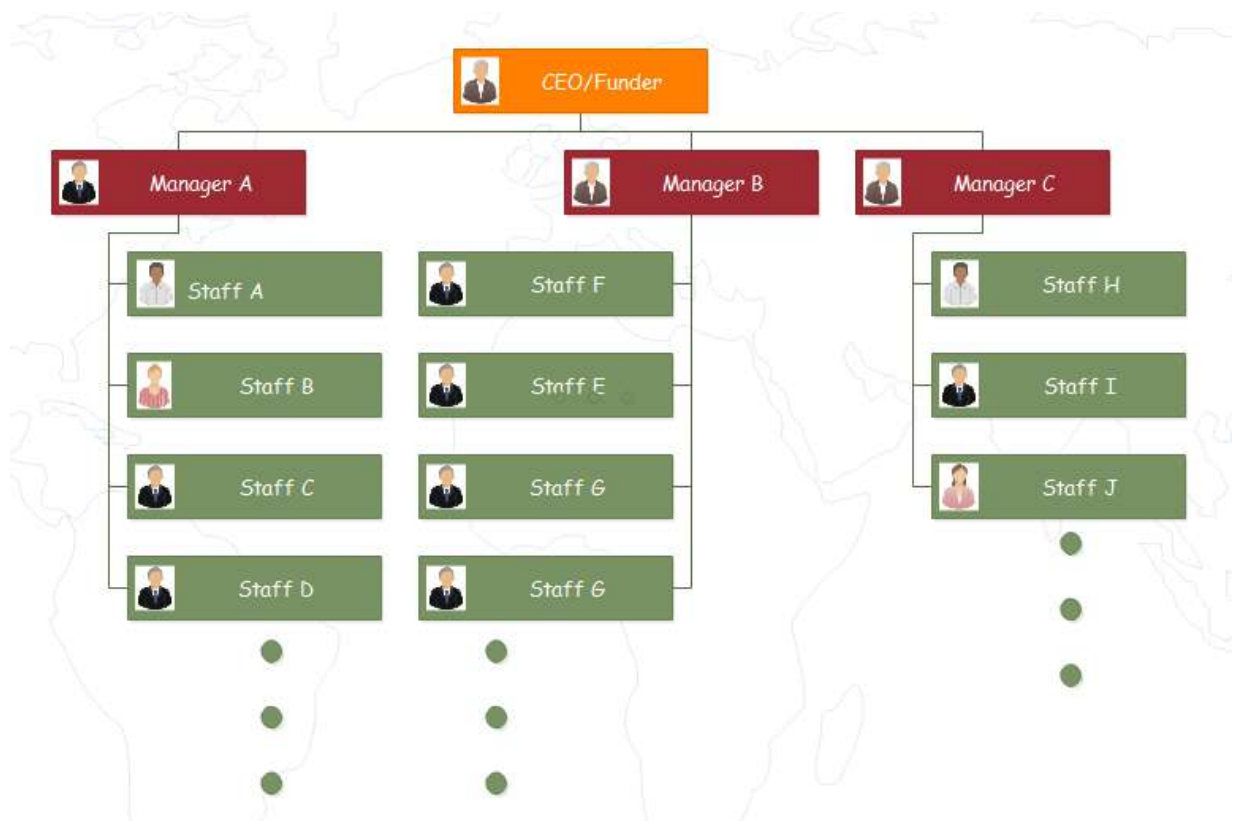 CEO/Funder
Manager A
Manager B
Manager C
Staff A
Staff F
Staff H
Staff B
Staff E
Staff I
Staff C
Staff G
Staff J
Staff D
Staff G